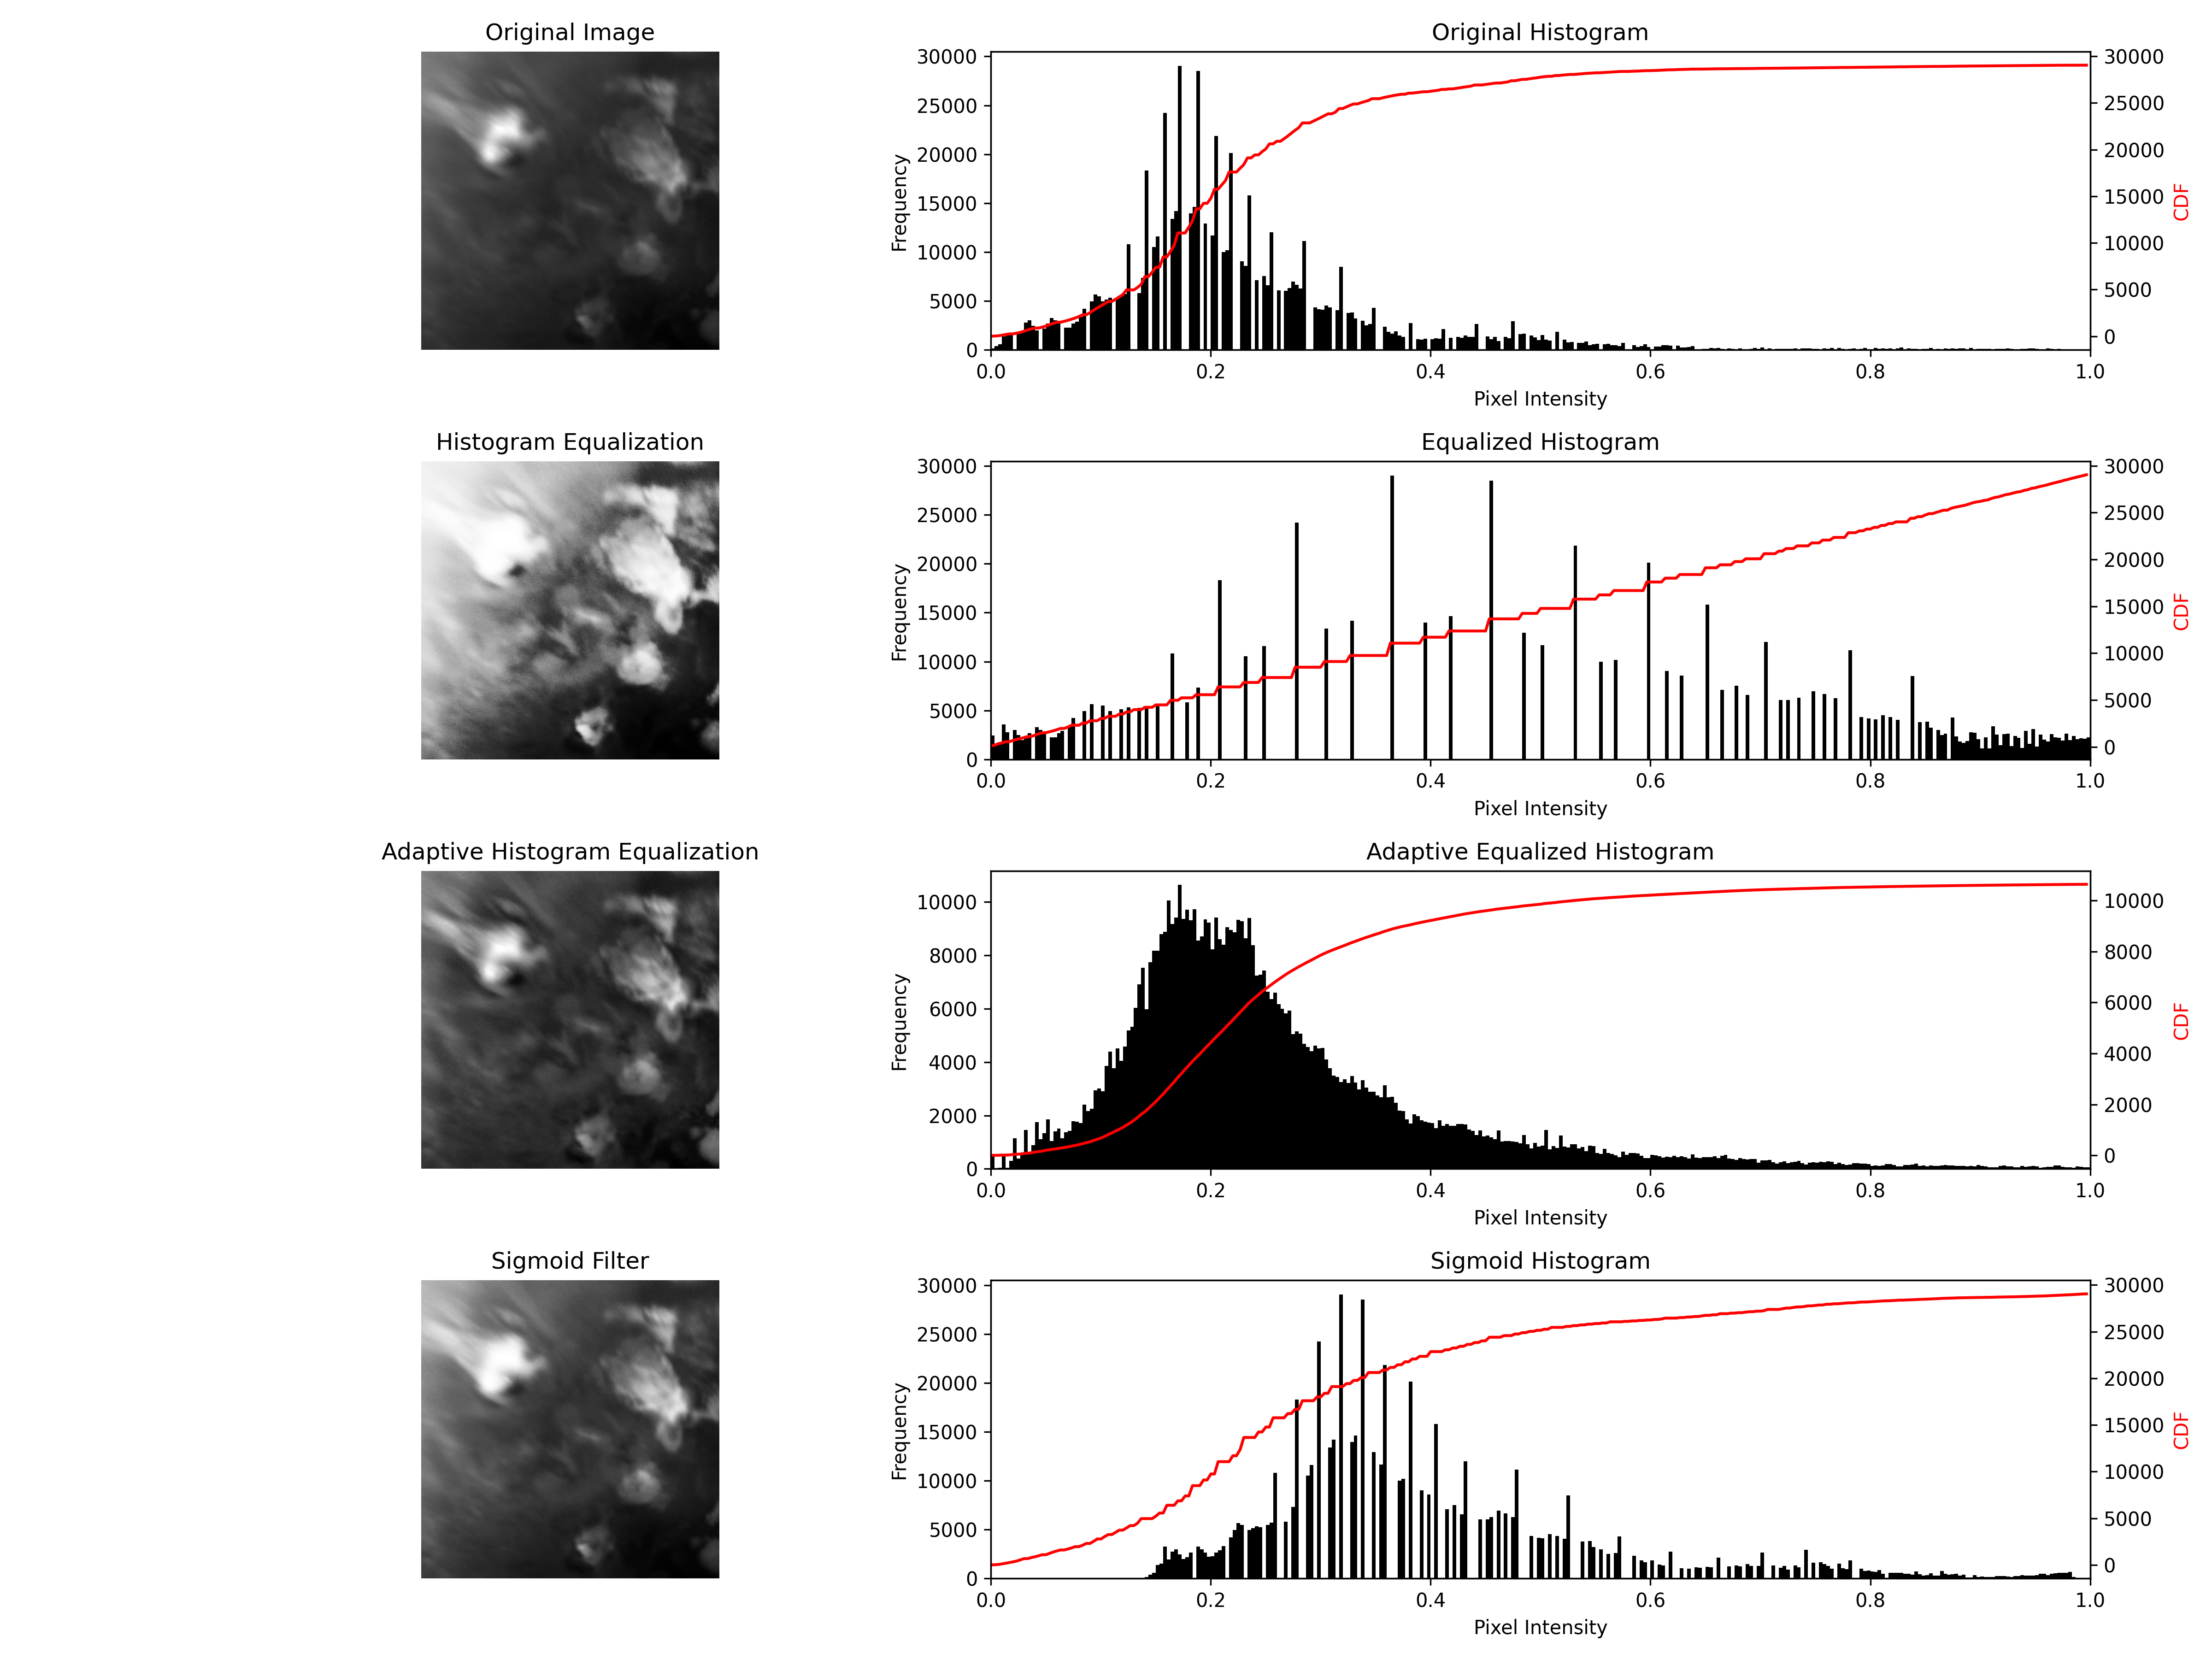 Original Image
Original Histogram
30000
25000
20000
15000
10000
5000
0
Frequency
30000
25000
20000
15000
10000
5000
0
CDF
0.0 0.2 0.4 0.6 0.8 1.0
Pixel Intensity
Histogram Equalization
Equalized Histogram
30000
25000
20000
15000
10000
5000
0
Frequency
30000
25000
20000
15000
10000
5000
0
CDF
0.0 0.2 0.4 0.6 0.8 1.0
Pixel Intensity
Adaptive Histogram Equalization
Adaptive Equalized Histogram
10000
8000
6000
4000
2000
0
Frequency
10000
8000
6000
4000
2000
0
CDF
0.0 0.2 0.4 0.6 0.8 1.0
Pixel Intensity
Sigmoid Filter
Sigmoid Histogram
30000
25000
20000
15000
10000
5000
0
Frequency
30000
25000
20000
15000
10000
5000
0
CDF
0.0 0.2 0.4 0.6 0.8 1.0
Pixel Intensity